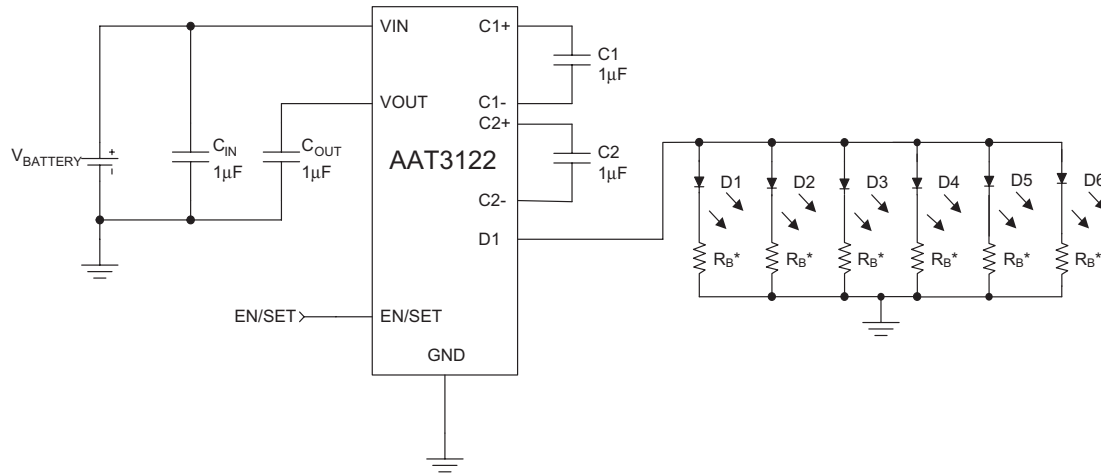 VIN
C1+
C1
1µF
VOUT
C1-
C2+
V_BATTERY
+
-
C_IN
1µF
C_OUT
1µF
AAT3122
C2
1µF
C2-
D1
D1
D2
D3
D4
D5
D6
R_B*
R_B*
R_B*
R_B*
R_B*
R_B*
EN/SET
EN/SET
GND